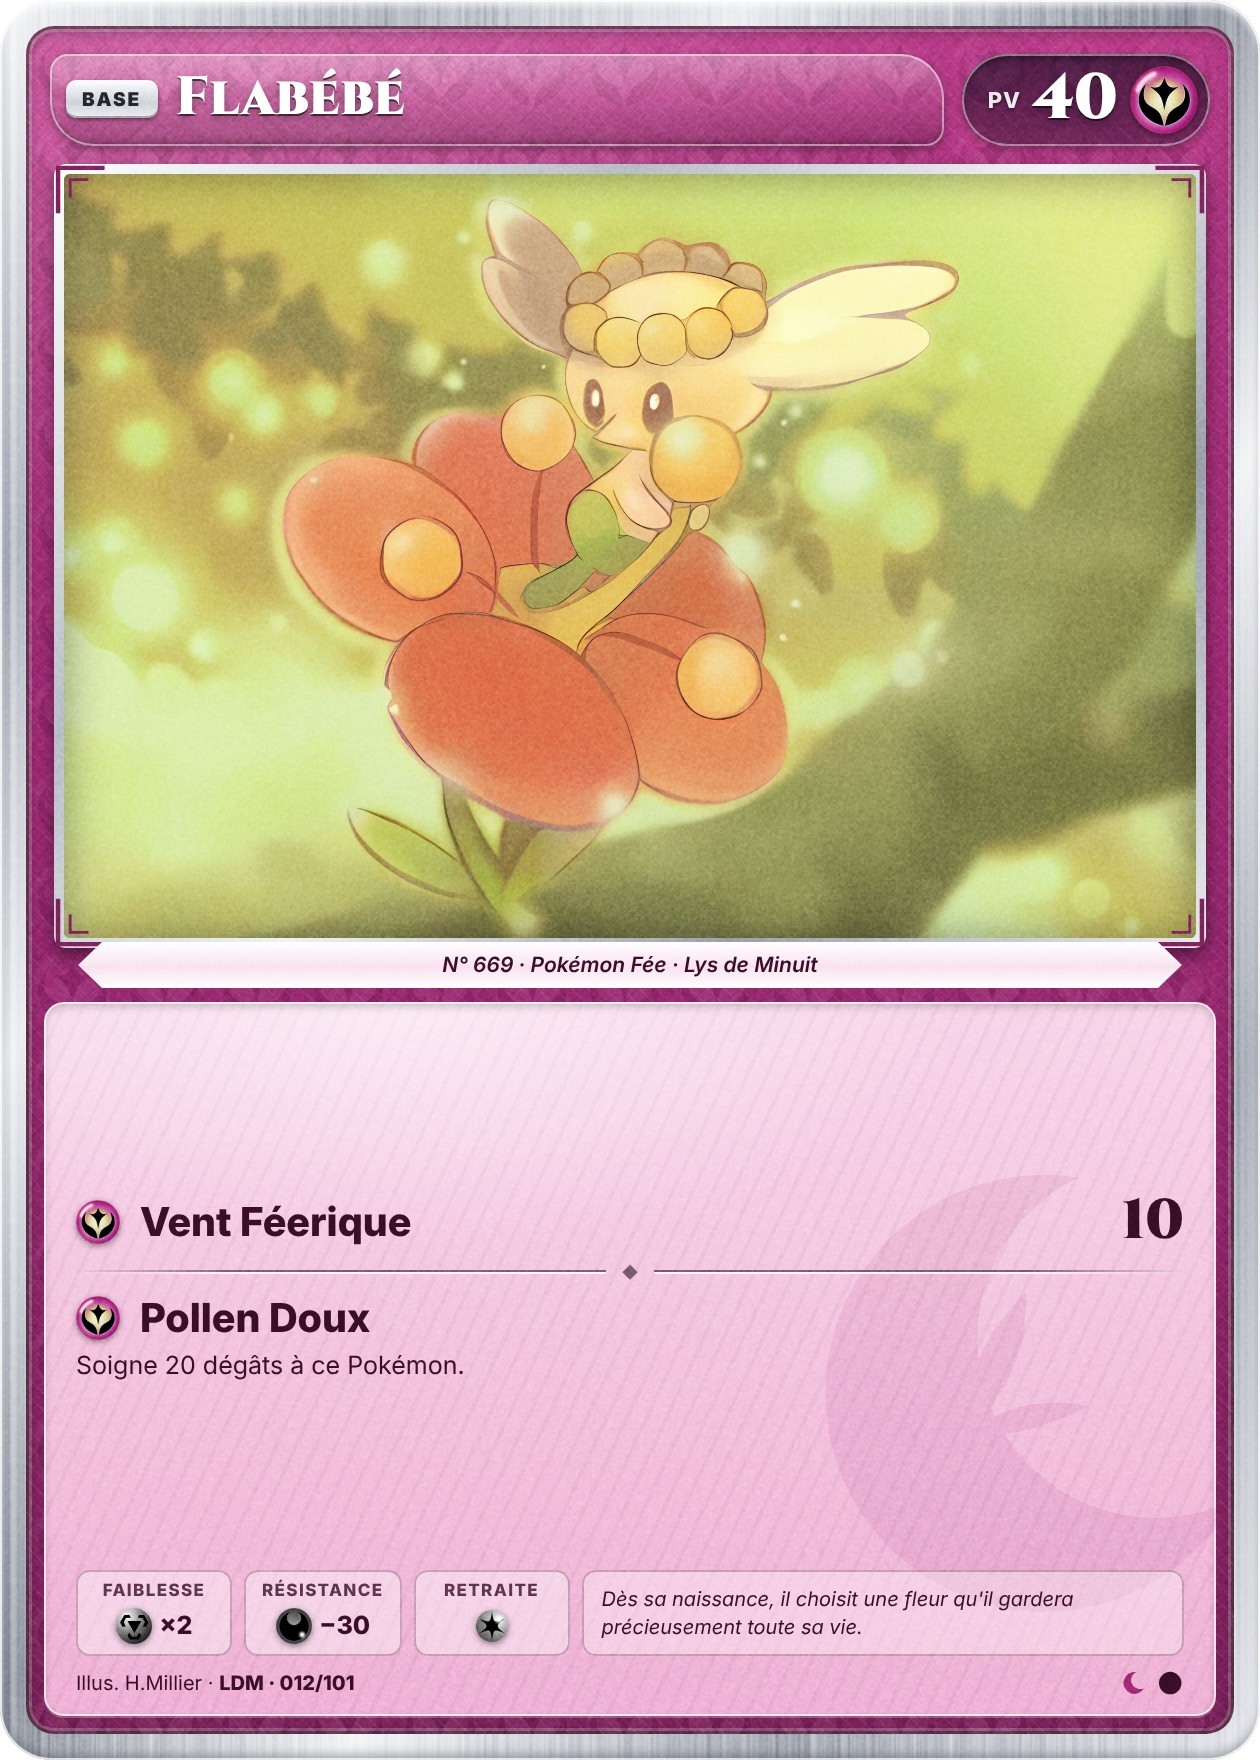 BASE
Flabébé
PV 40
N° 669 · Pokémon Fée · Lys de Minuit
Vent Féerique 10
Pollen Doux
Soigne 20 dégâts à ce Pokémon.
FAIBLESSE
×2
RÉSISTANCE
−30
RETRAITE
Dès sa naissance, il choisit une fleur qu'il gardera
précieusement toute sa vie.
Illus. H.Millier · LDM · 012/101